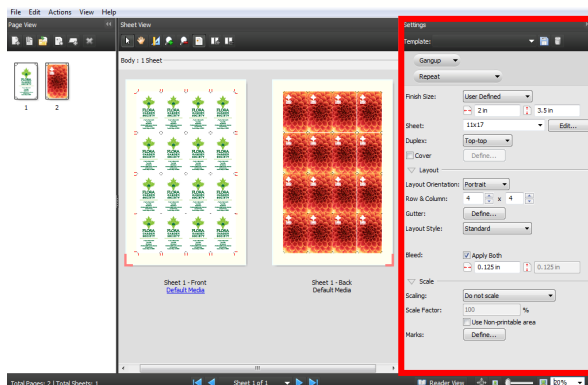 File Edit Actions View Help
Page View
Sheet View
Settings
Template:
Body : 1 Sheet
Gangup
Repeat
Finish Size: User Defined
2 in 3.5 in
Sheet: 11x17 Edit...
Duplex: Top-top
Cover Define...
Layout
Layout Orientation: Portrait
Row & Column: 4 x 4
Gutter: Define...
Layout Style: Standard
Bleed: Apply Both
0.125 in 0.125 in
Scale
Scaling: Do not scale
Scale Factor: 100 %
Use Non-printable area
Marks: Define...
1 2
FLORA
GARDEN
SOCIETY
Sheet 1 - Front
Default Media
Sheet 1 - Back
Default Media
Total Pages: 2 | Total Sheets: 1
Sheet 1 of 1
Reader View
20%